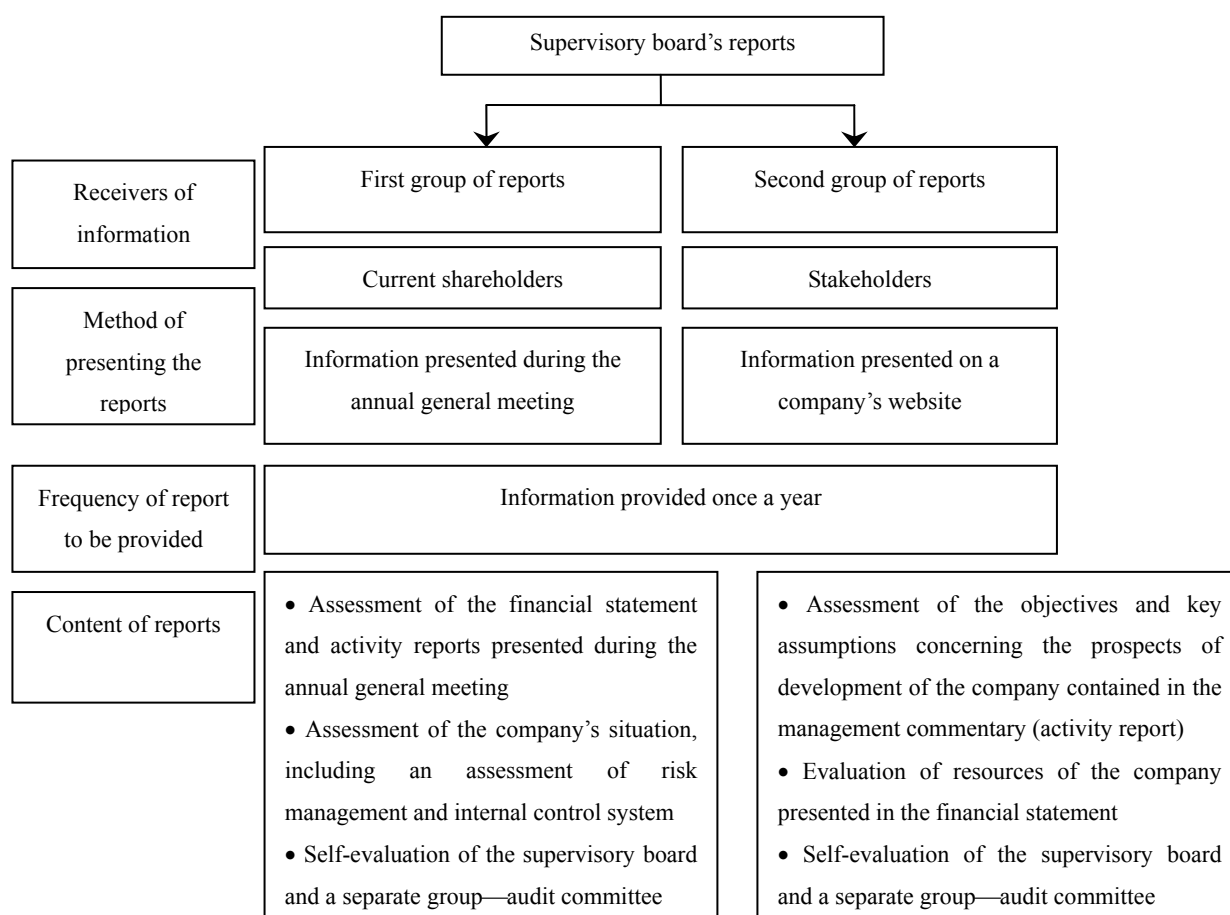 Supervisory board’s reports
First group of reports
Second group of reports
Receivers of
information
Current shareholders
Stakeholders
Method of
presenting the
reports
Information presented during the
annual general meeting
Information presented on a
company’s website
Frequency of report
to be provided
Information provided once a year
Content of reports
• Assessment of the financial statement
and activity reports presented during the
annual general meeting
• Assessment of the company’s situation,
including an assessment of risk
management and internal control system
• Self-evaluation of the supervisory board
and a separate group—audit committee
• Assessment of the objectives and key
assumptions concerning the prospects of
development of the company contained in the
management commentary (activity report)
• Evaluation of resources of the company
presented in the financial statement
• Self-evaluation of the supervisory board
and a separate group—audit committee